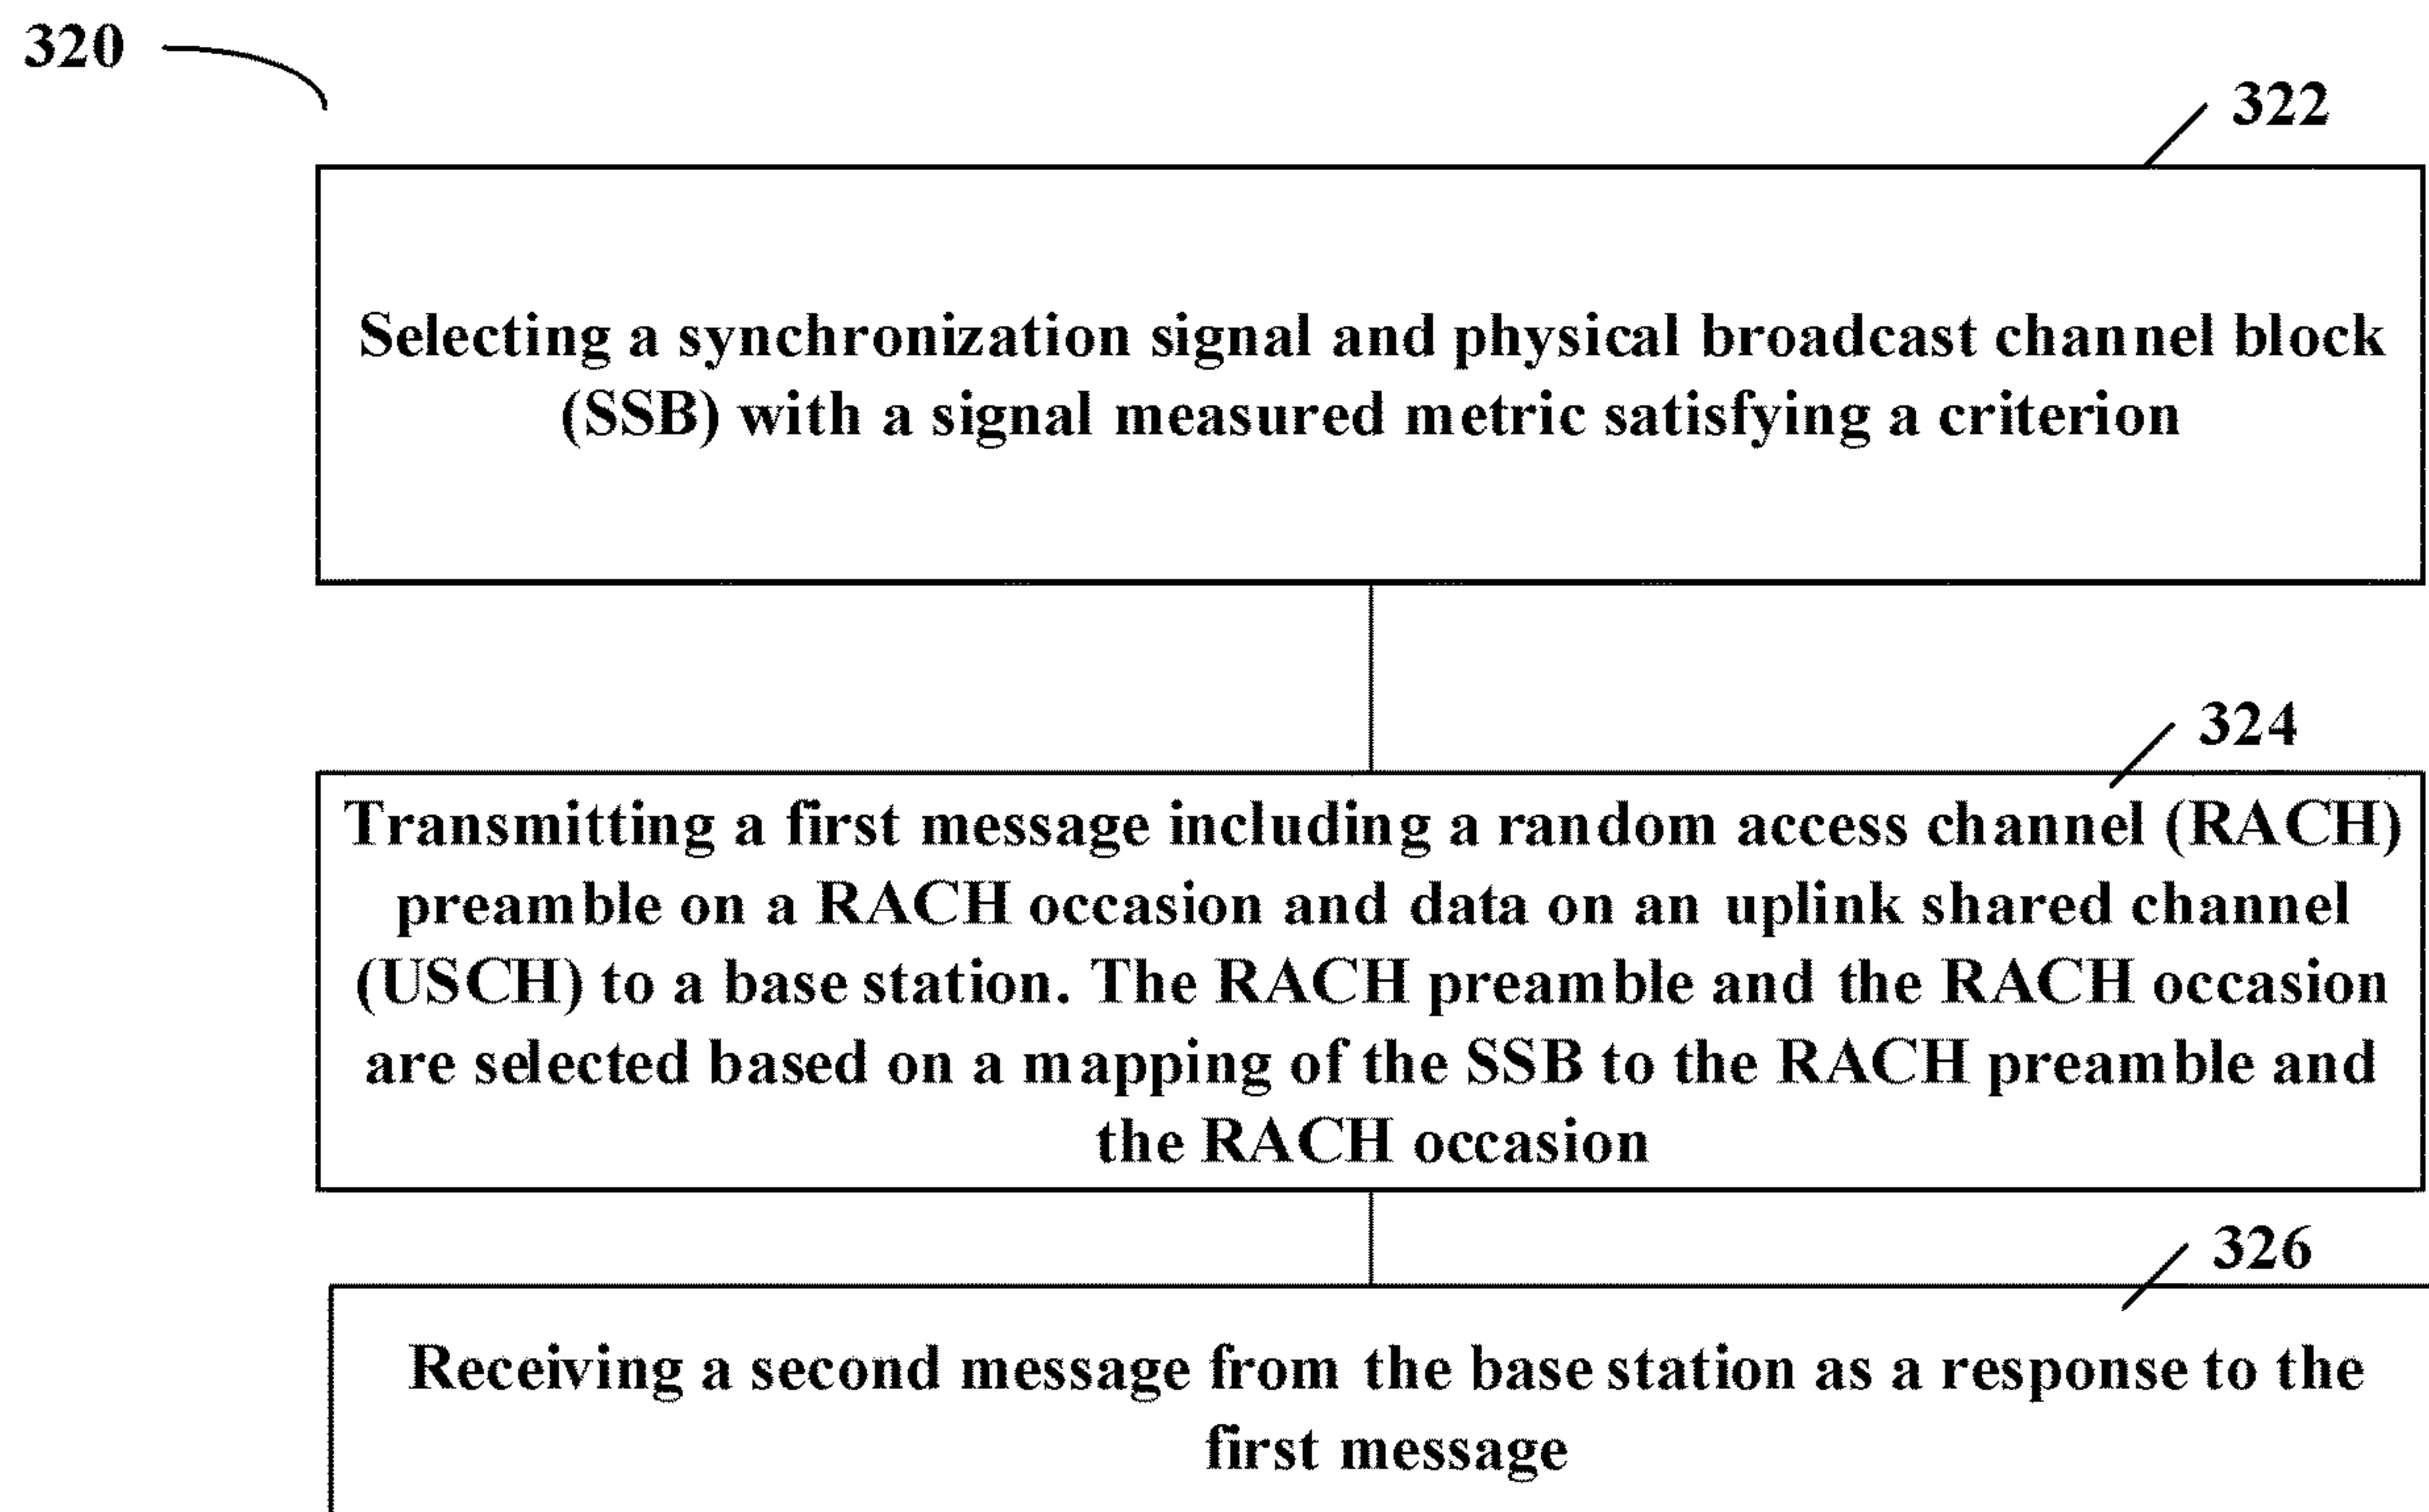 320
322
Selecting a synchronization signal and physical broadcast channel block
(SSB) with a signal measured metric satisfying a criterion
324
Transmitting a first message including a random access channel (RACH)
preamble on a RACH occasion and data on an uplink shared channel
(USCH) to a base station. The RACH preamble and the RACH occasion
are selected based on a mapping of the SSB to the RACH preamble and
the RACH occasion
326
Receiving a second message from the base station as a response to the
first message